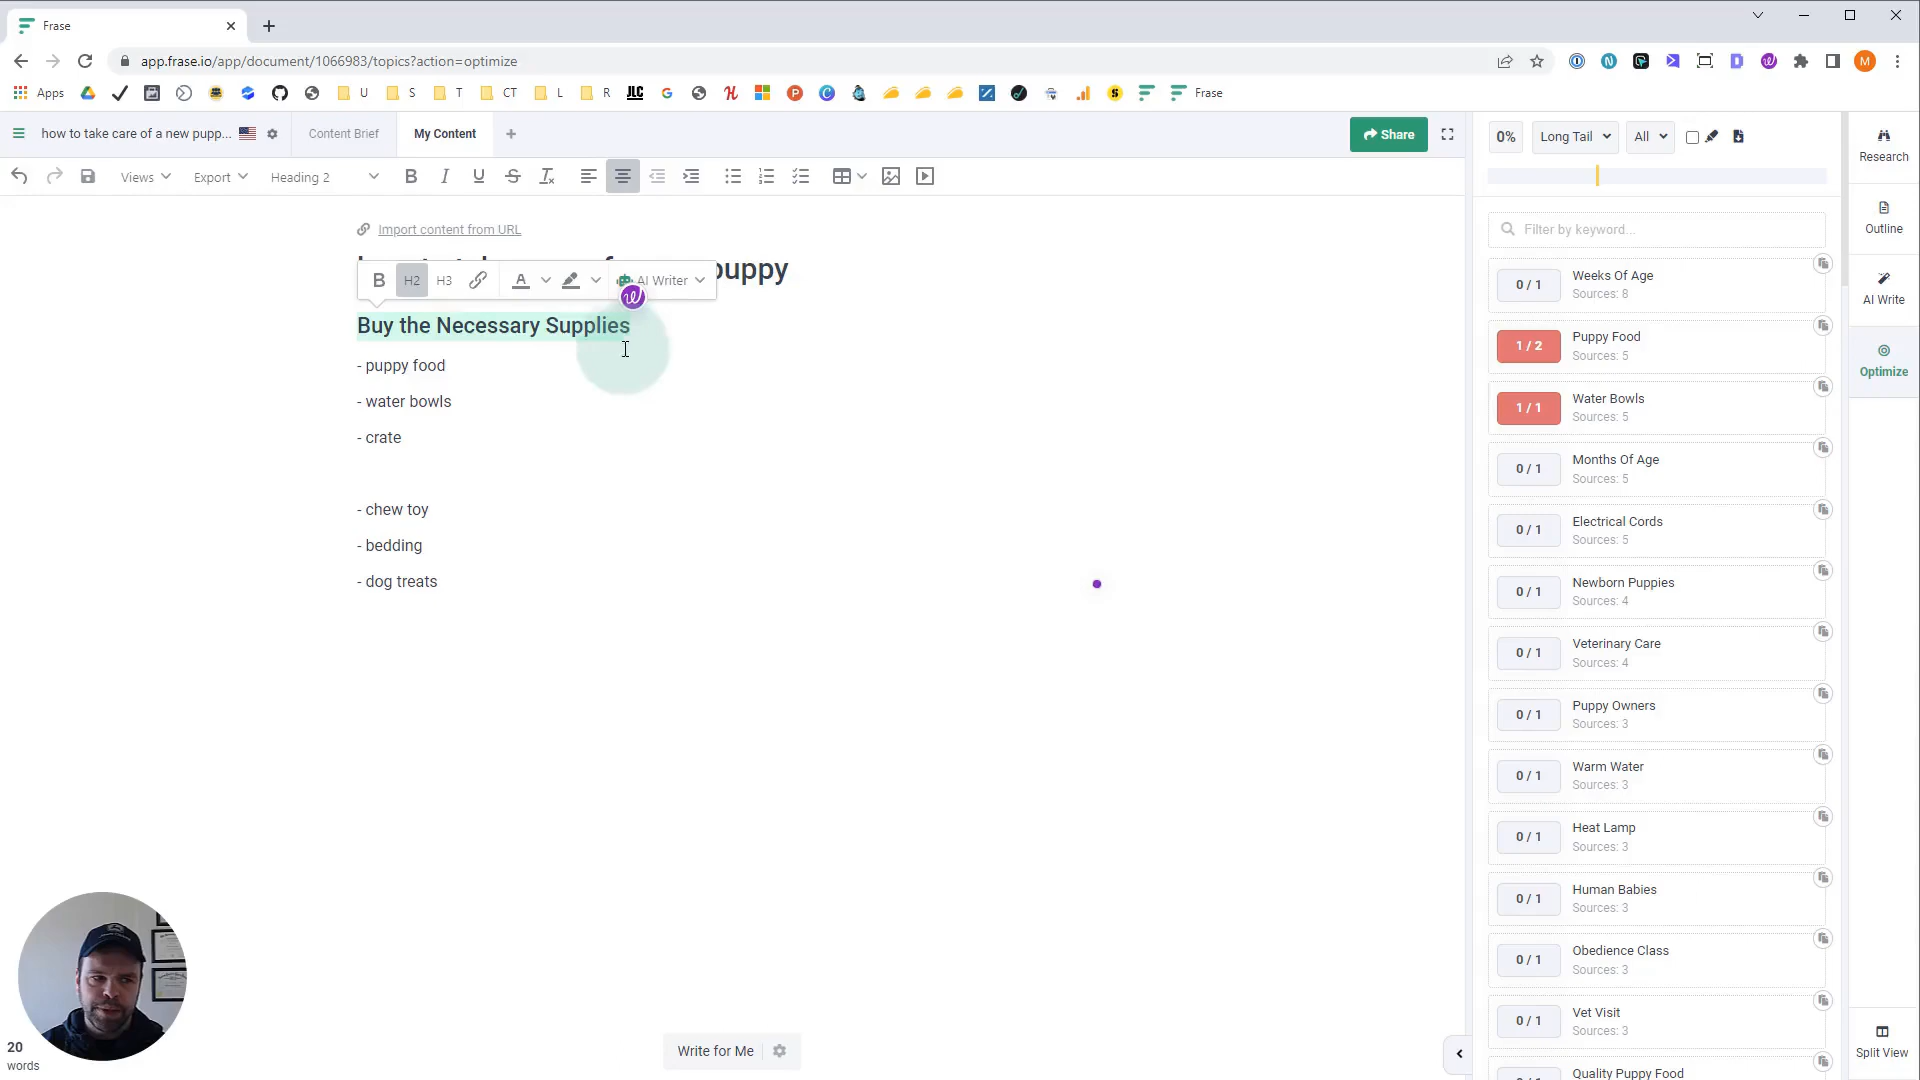 Frase
app.frase.io/app/document/1066983/topics?action=optimize
M
Apps
U
S
T
CT
L
R
JLC
Frase
how to take care of a new pupp...
Content Brief
My Content
Share
Views
Export
Heading 2
Import content from URL
puppy
B H2 H3 A AI Writer
Buy the Necessary Supplies
- puppy food
- water bowls
- crate
- chew toy
- bedding
- dog treats
Write for Me
20
words
0%
Long Tail
All
Filter by keyword...
0 / 1
Weeks Of Age
Sources: 8
1 / 2
Puppy Food
Sources: 5
1 / 1
Water Bowls
Sources: 5
0 / 1
Months Of Age
Sources: 5
0 / 1
Electrical Cords
Sources: 5
0 / 1
Newborn Puppies
Sources: 4
0 / 1
Veterinary Care
Sources: 4
0 / 1
Puppy Owners
Sources: 3
0 / 1
Warm Water
Sources: 3
0 / 1
Heat Lamp
Sources: 3
0 / 1
Human Babies
Sources: 3
0 / 1
Obedience Class
Sources: 3
0 / 1
Vet Visit
Sources: 3
Quality Puppy Food
Research
Outline
AI Write
Optimize
Split View